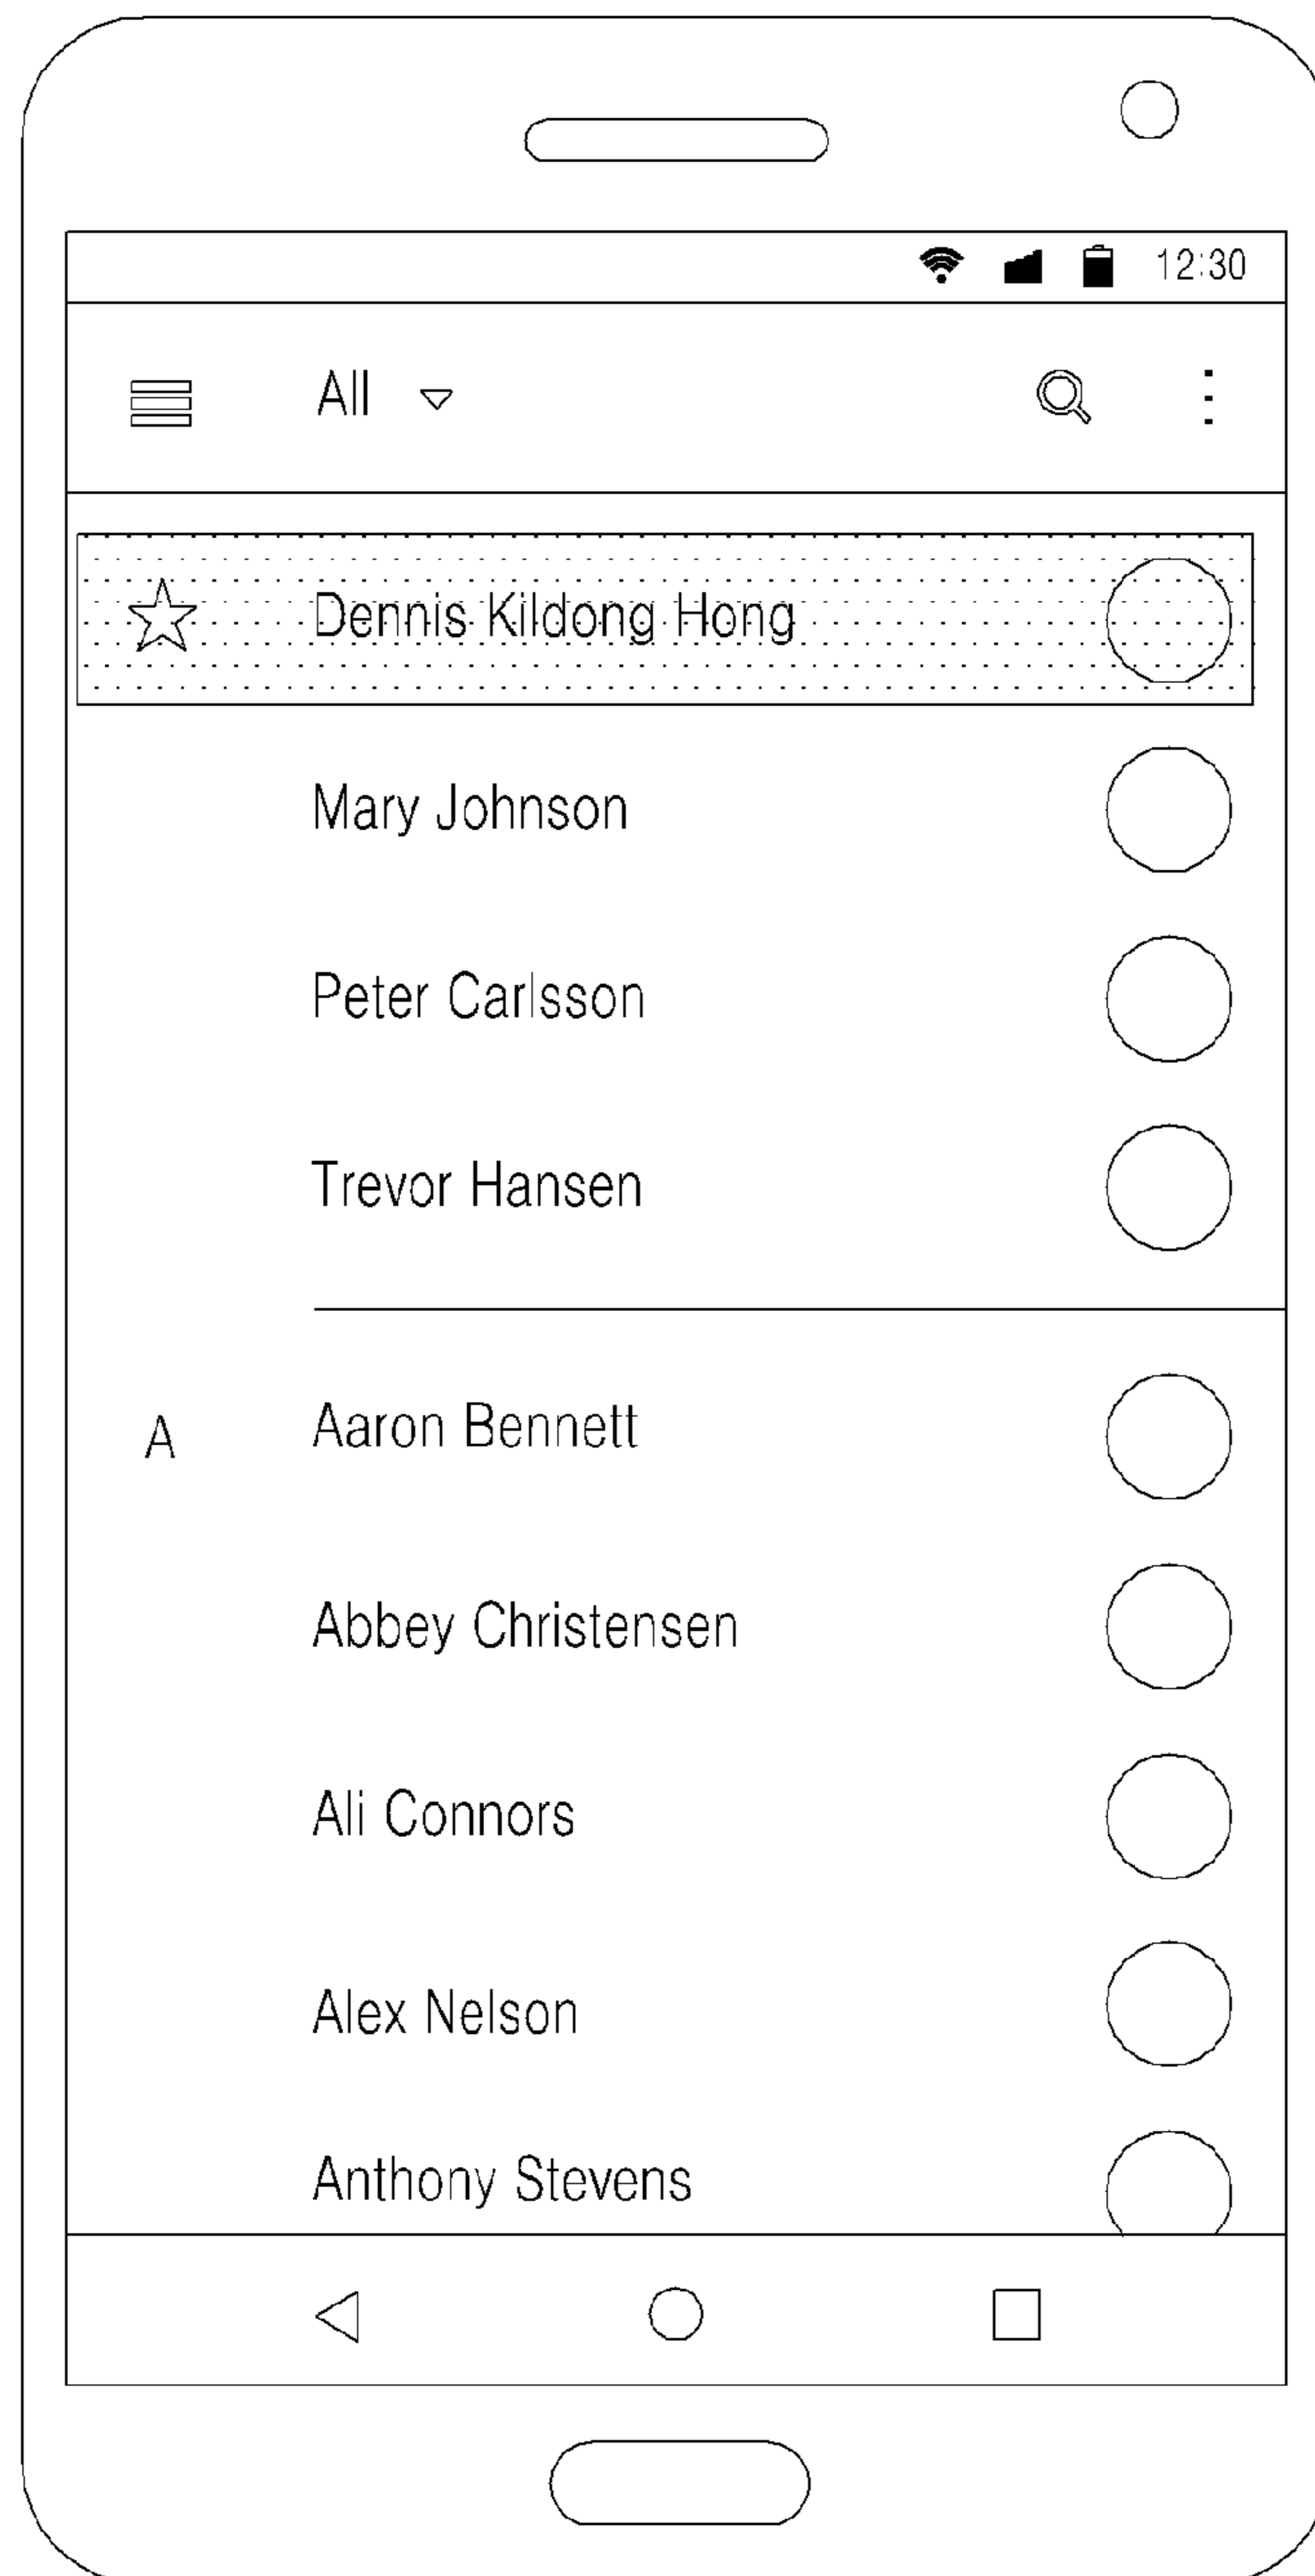 12:30
All
Dennis Kildong Hong
Mary Johnson
Peter Carlsson
Trevor Hansen
A Aaron Bennett
Abbey Christensen
Ali Connors
Alex Nelson
Anthony Stevens